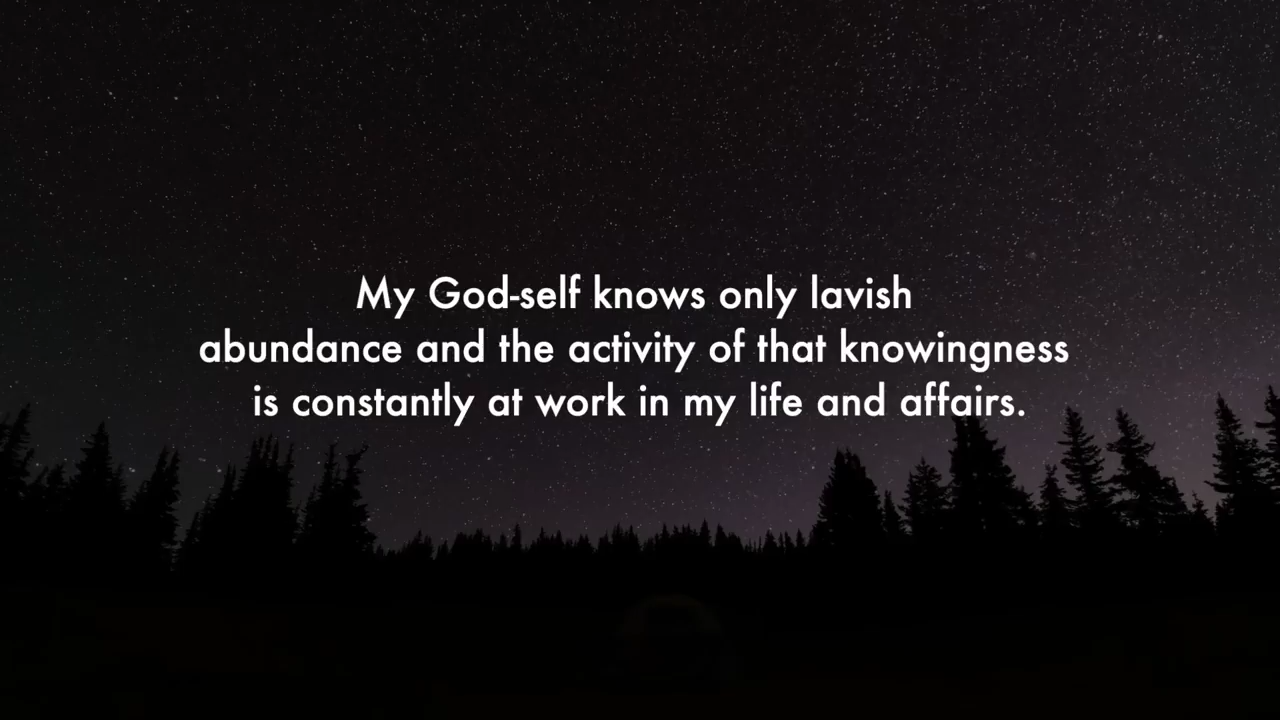 My God-self knows only lavish
abundance and the activity of that knowingness
is constantly at work in my life and affairs.